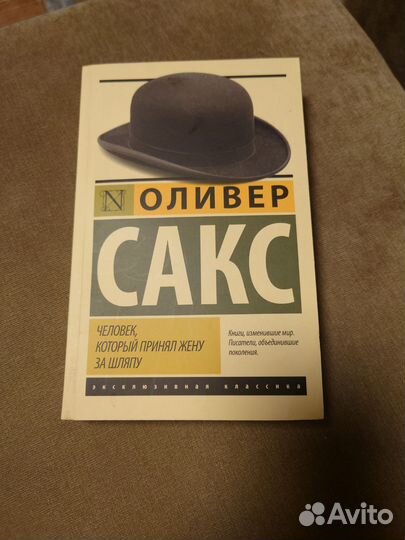 N ОЛИВЕР
САКС
ЧЕЛОВЕК,
КОТОРЫЙ ПРИНЯЛ ЖЕНУ
ЗА ШЛЯПУ
Книги, изменившие мир.
Писатели, объединившие
поколения.
эксклюзивная классика
Avito